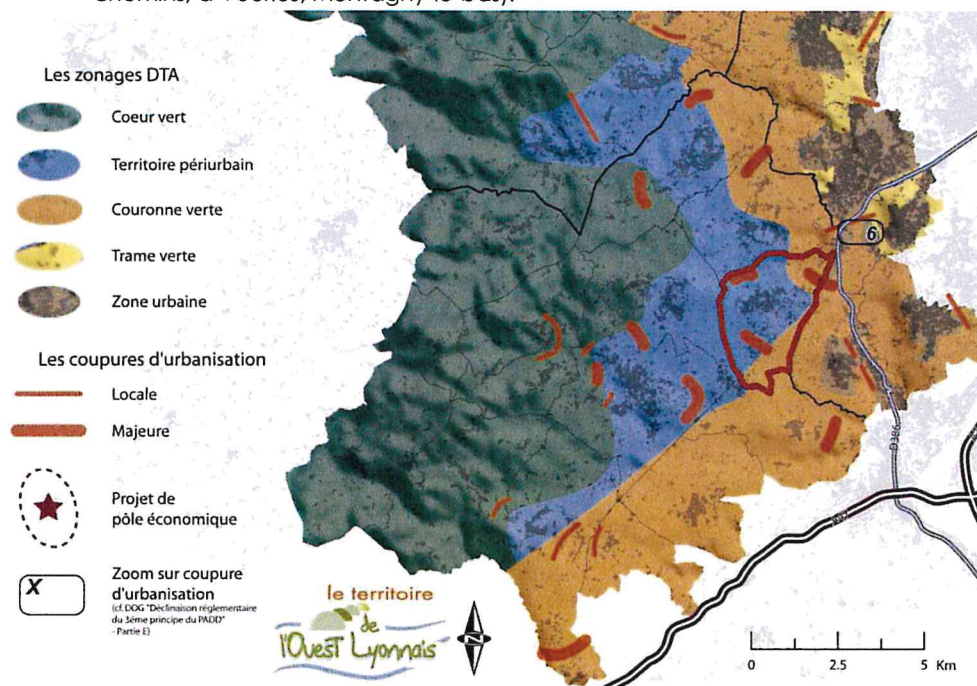 Les zonages DTA
Coeur vert
Territoire périurbain
Couronne verte
Trame verte
Zone urbaine
Les coupures d'urbanisation
Locale
Majeure
Projet de
pôle économique
X
Zoom sur coupure
d'urbanisation
(cf. DOG "Déclinaison réglementaire
du 3éme principe du PADD"
- Partie E)
6
D386
le territoire
de
l'Ouest Lyonnais
N
0 2.5 5 Km